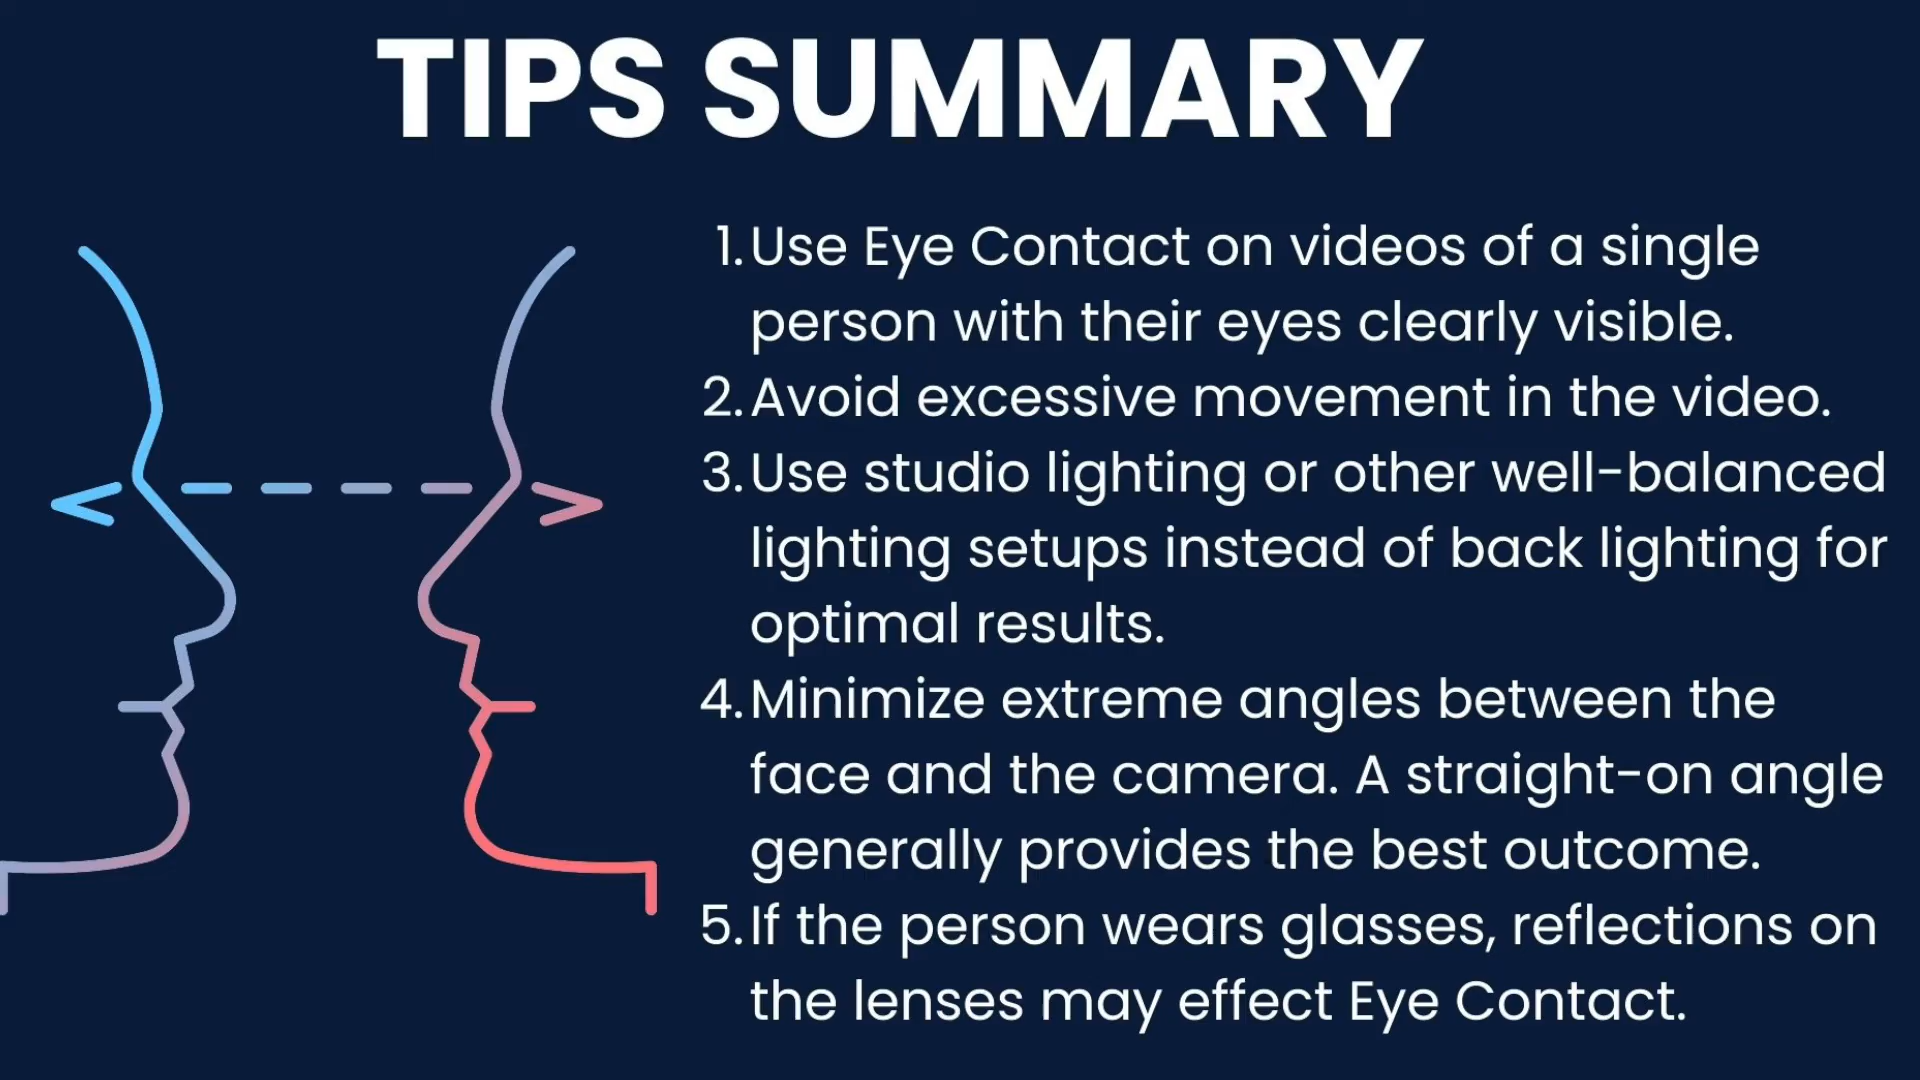 TIPS SUMMARY
1. Use Eye Contact on videos of a single
person with their eyes clearly visible.
2. Avoid excessive movement in the video.
3. Use studio lighting or other well-balanced
lighting setups instead of back lighting for
optimal results.
4. Minimize extreme angles between the
face and the camera. A straight-on angle
generally provides the best outcome.
5. If the person wears glasses, reflections on
the lenses may effect Eye Contact.